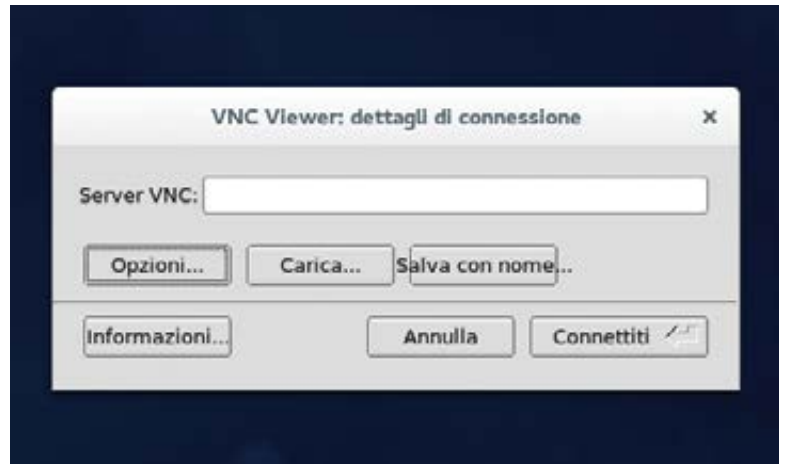 VNC Viewer: dettagli di connessione
Server VNC:
Opzioni... Carica... Salva con nome...
Informazioni... Annulla Connettiti